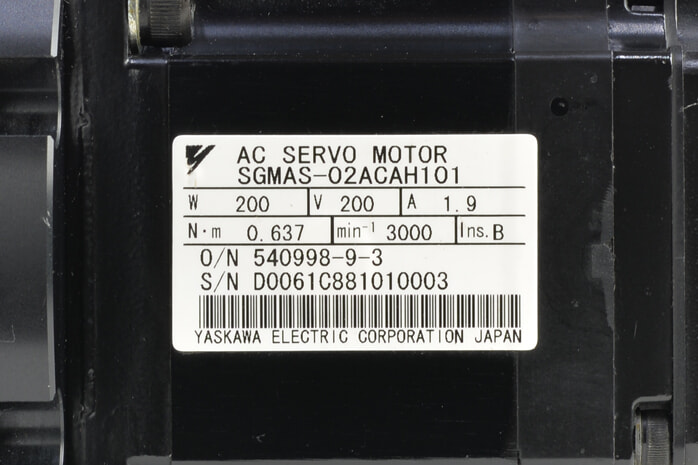 AC SERVO MOTOR
SGMAS-02ACAH101
W 200 V 200 A 1.9
N·m 0.637 min⁻¹ 3000 Ins. B
O/N 540998-9-3
S/N D0061C881010003
YASKAWA ELECTRIC CORPORATION JAPAN